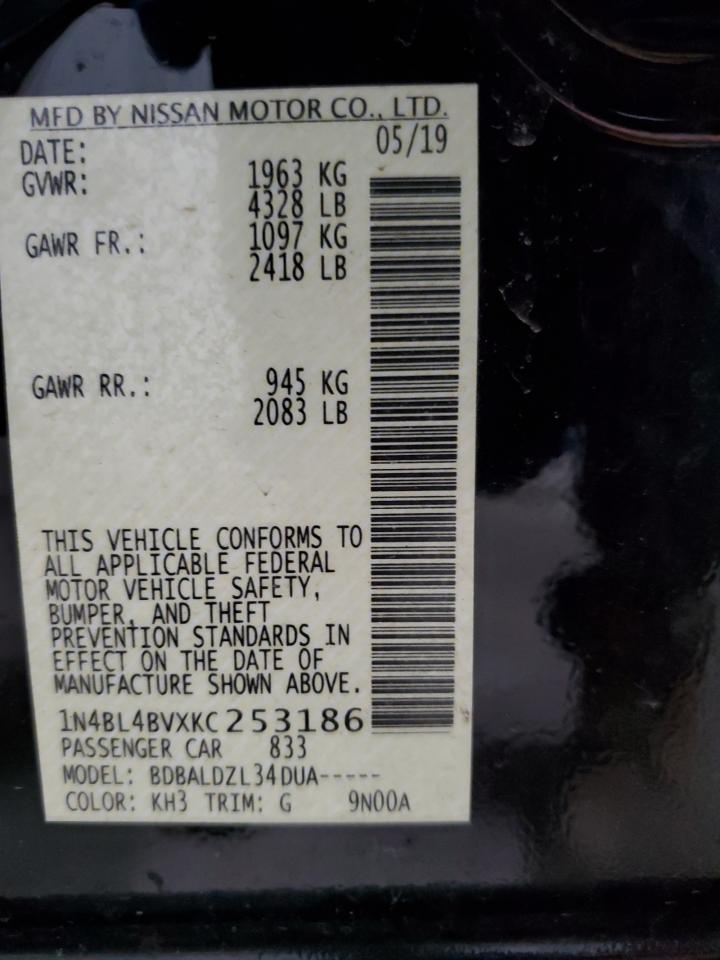 MFD BY NISSAN MOTOR CO., LTD.
DATE: 05/19
GVWR: 1963 KG
4328 LB
GAWR FR.: 1097 KG
2418 LB
GAWR RR.: 945 KG
2083 LB
THIS VEHICLE CONFORMS TO
ALL APPLICABLE FEDERAL
MOTOR VEHICLE SAFETY,
BUMPER, AND THEFT
PREVENTION STANDARDS IN
EFFECT ON THE DATE OF
MANUFACTURE SHOWN ABOVE.
1N4BL4BVXKC253186
PASSENGER CAR 833
MODEL: BDBALDZL34DUA-----
COLOR: KH3 TRIM: G 9N00A